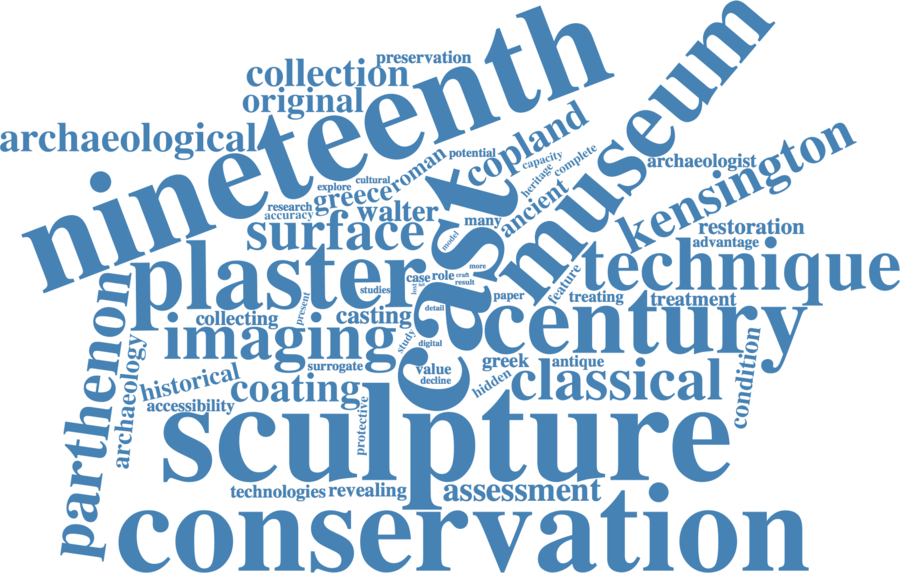 preservation
collection
original
nineteenth
museum
archaeological
copland
potential
capacity
complete
heritage
roman
cultural
explore
greece
research
accuracy
walter
many
ancient
archaeologist
kensington
restoration
advantage
surface
model
cast
technique
plaster
more
case
role
craft
result
lost
feature
studies
paper
treating
treatment
present
collecting
casting
detail
century
imaging
study
digital
parthenon
archaeology
surrogate
value
decline
greek
antique
hidden
classical
condition
historical
accessibility
coating
protective
sculpture
technologies
revealing
assessment
conservation